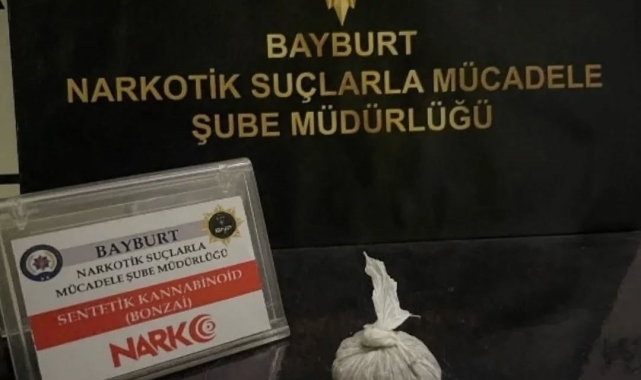 BAYBURT
NARKOTİK SUÇLARLA MÜCADELE
ŞUBE MÜDÜRLÜĞÜ
BAYBURT
NARKOTİK SUÇLARLA
MÜCADELE ŞUBE MÜDÜRLÜĞÜ
SENTETİK KANNABİNOİD
(BONZAİ)
NARKO